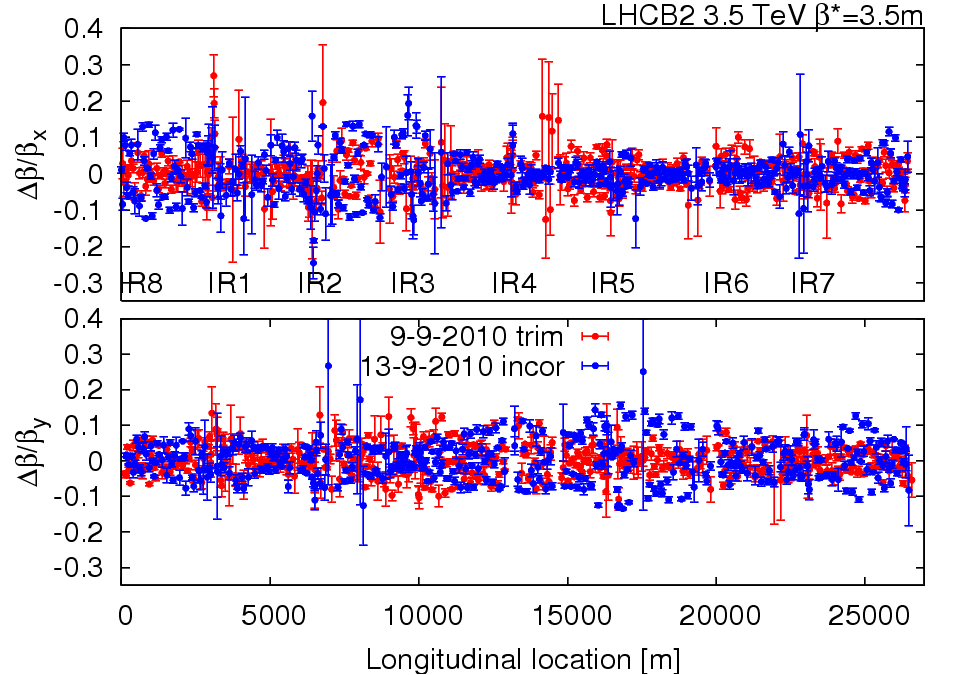 LHCB2 3.5 TeV β*=3.5m
0.4
0.3
0.2
0.1
0
-0.1
-0.2
-0.3
Δβ/βx
IR8 IR1 IR2 IR3 IR4 IR5 IR6 IR7
0.4
0.3
0.2
0.1
0
-0.1
-0.2
-0.3
Δβ/βy
9-9-2010 trim
13-9-2010 incor
0 5000 10000 15000 20000 25000
Longitudinal location [m]